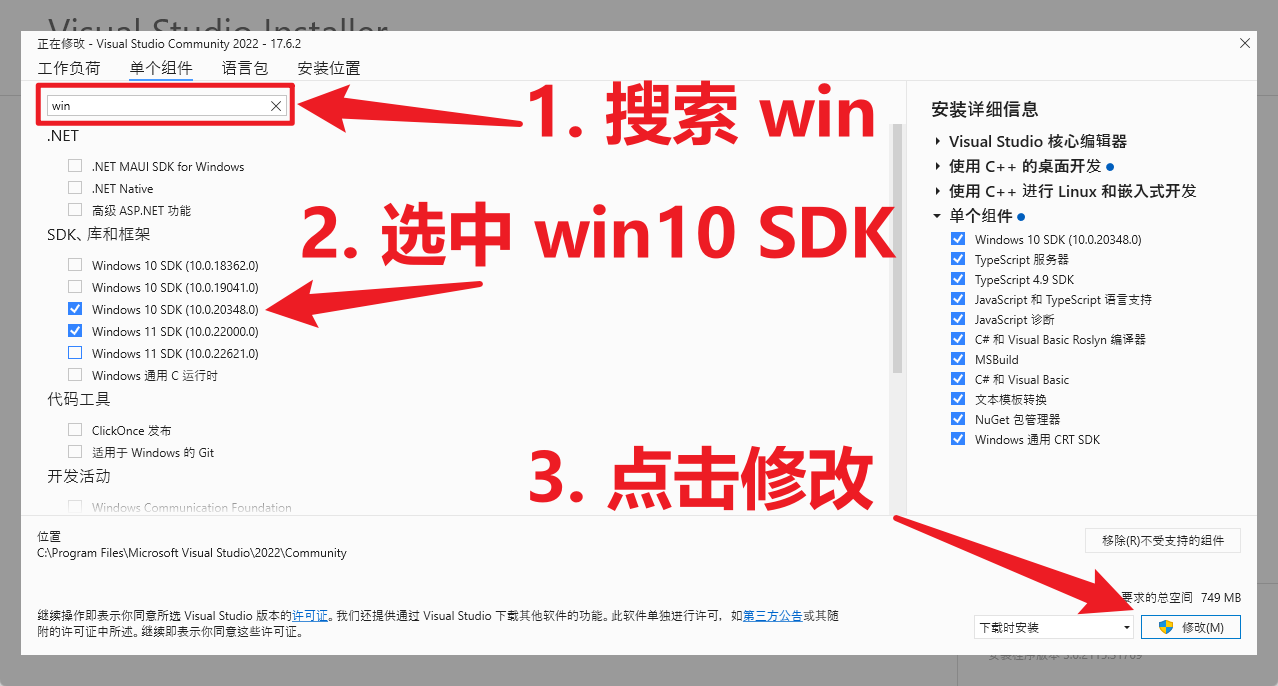 Visual Studio Installer
正在修改 - Visual Studio Community 2022 - 17.6.2
工作负荷 单个组件 语言包 安装位置
win
1. 搜索 win
.NET
.NET MAUI SDK for Windows
.NET Native
高级 ASP.NET 功能
SDK、库和框架
2. 选中 win10 SDK
Windows 10 SDK (10.0.18362.0)
Windows 10 SDK (10.0.19041.0)
Windows 10 SDK (10.0.20348.0)
Windows 11 SDK (10.0.22000.0)
Windows 11 SDK (10.0.22621.0)
Windows 通用 C 运行时
代码工具
ClickOnce 发布
适用于 Windows 的 Git
开发活动
Windows Communication Foundation
安装详细信息
Visual Studio 核心编辑器
使用 C++ 的桌面开发
使用 C++ 进行 Linux 和嵌入式开发
单个组件
Windows 10 SDK (10.0.20348.0)
TypeScript 服务器
TypeScript 4.9 SDK
JavaScript 和 TypeScript 语言支持
JavaScript 诊断
C# 和 Visual Basic Roslyn 编译器
MSBuild
C# 和 Visual Basic
文本模板转换
NuGet 包管理器
Windows 通用 CRT SDK
3. 点击修改
位置
C:\Program Files\Microsoft Visual Studio\2022\Community
移除(R)不受支持的组件
要求的总空间 749 MB
继续操作即表示你同意所选 Visual Studio 版本的许可证。我们还提供通过 Visual Studio 下载其他软件的功能。此软件单独进行许可，如第三方公告或其随
附的许可证中所述。继续即表示你同意这些许可证。
下载时安装
修改(M)